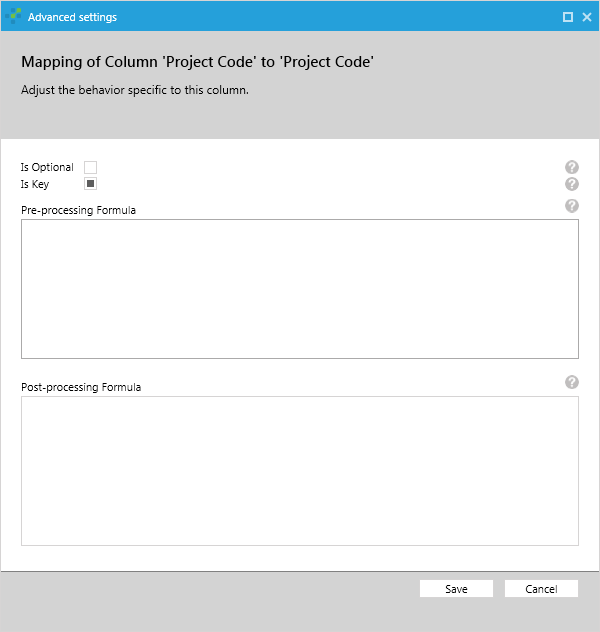 Advanced settings
Mapping of Column 'Project Code' to 'Project Code'
Adjust the behavior specific to this column.
Is Optional ?
Is Key ?
Pre-processing Formula ?
Post-processing Formula ?
Save Cancel